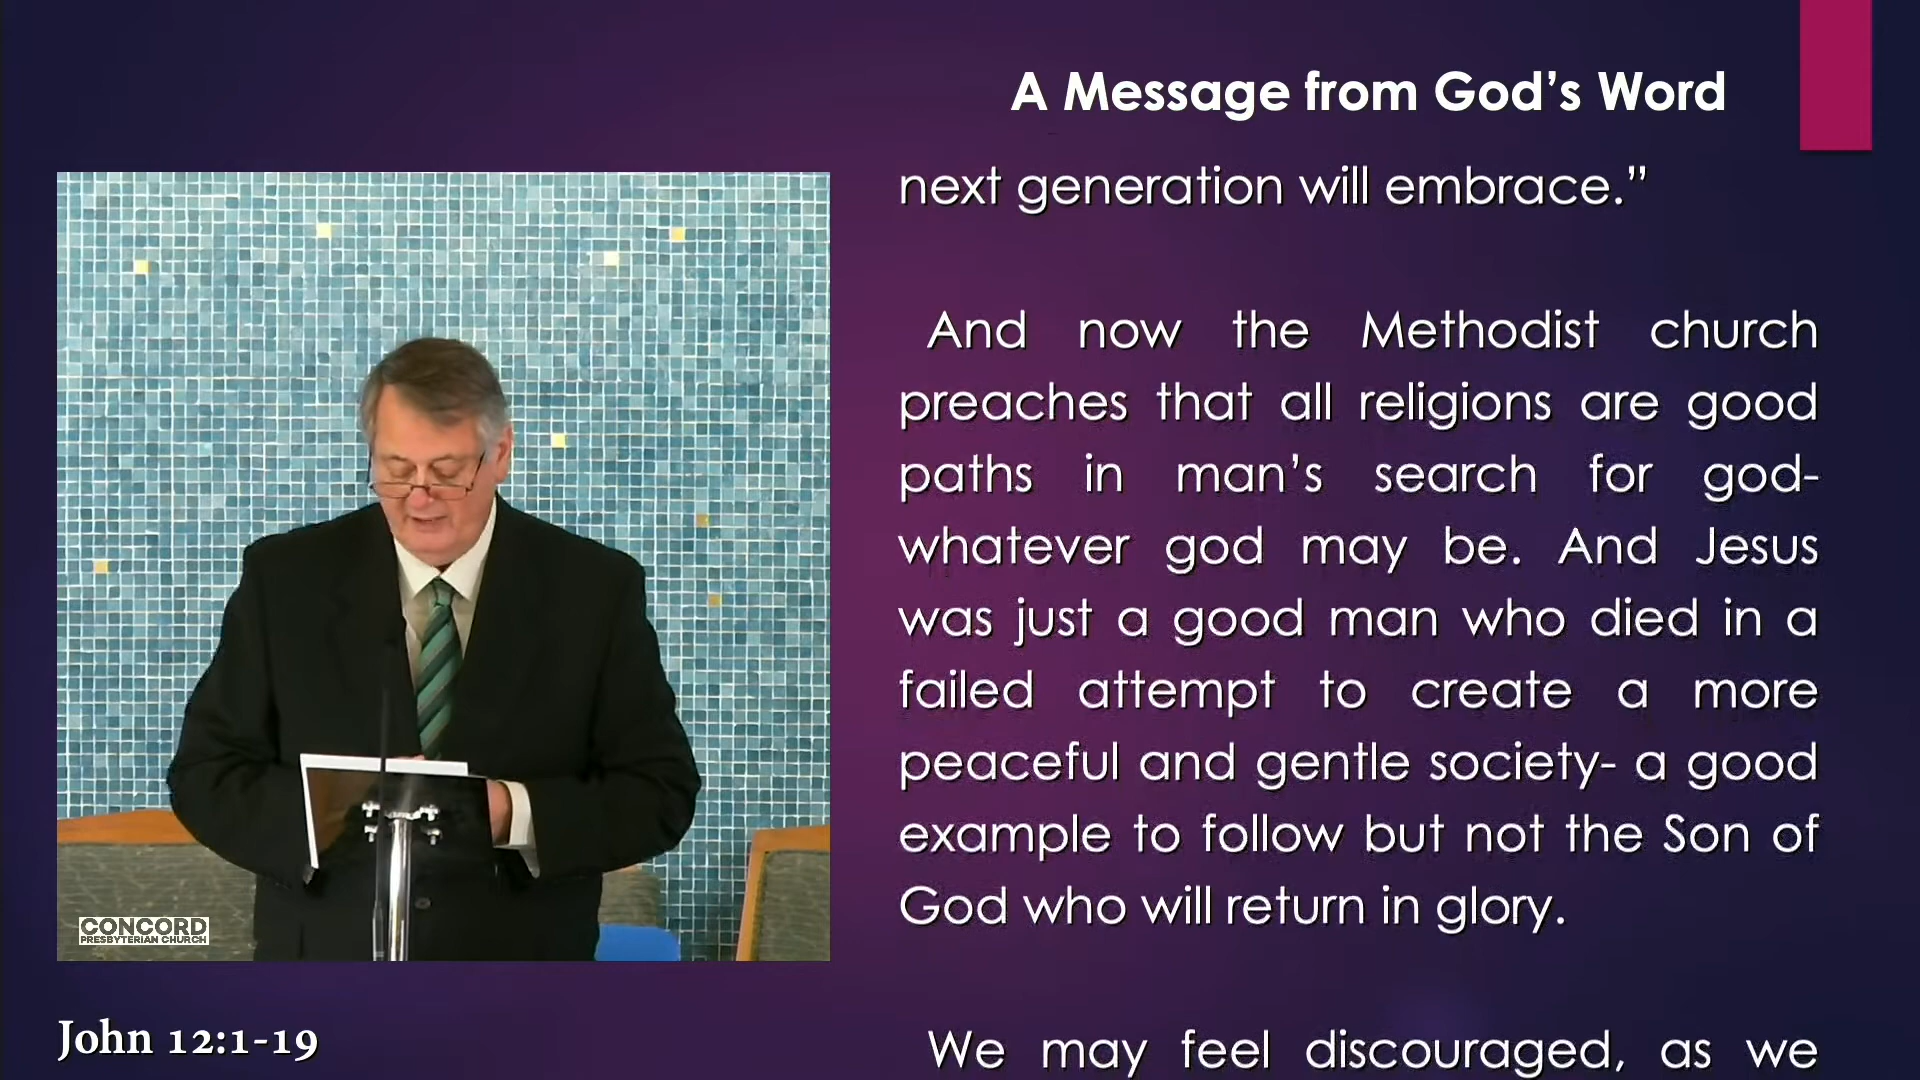 A Message from God’s Word
next generation will embrace.”
And now the Methodist church
preaches that all religions are good
paths in man’s search for god-
whatever god may be. And Jesus
was just a good man who died in a
failed attempt to create a more
peaceful and gentle society- a good
example to follow but not the Son of
God who will return in glory.
We may feel discouraged, as we
CONCORD
PRESBYTERIAN CHURCH
John 12:1-19